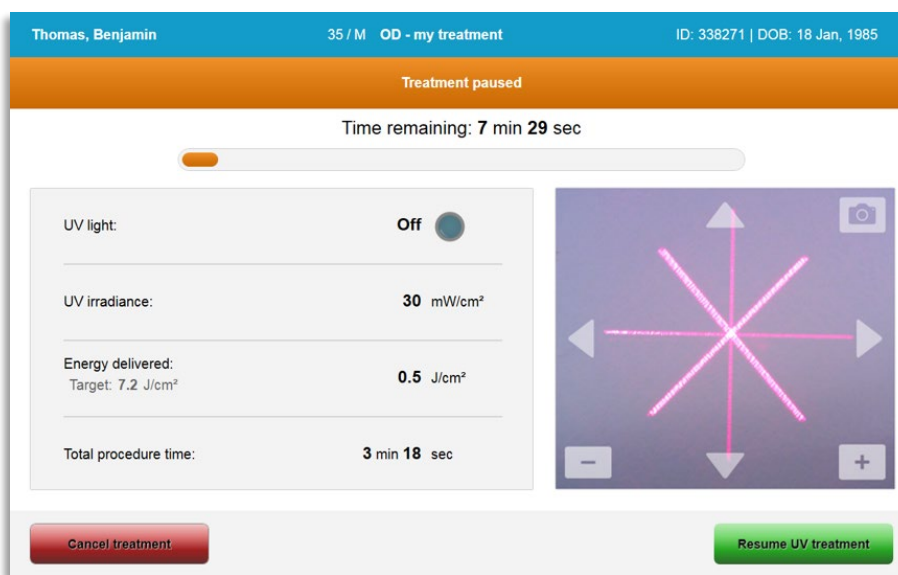 Thomas, Benjamin 35 / M OD - my treatment ID: 338271 | DOB: 18 Jan, 1985
Treatment paused
Time remaining: 7 min 29 sec
UV light: Off
UV irradiance: 30 mW/cm²
Energy delivered:
Target: 7.2 J/cm² 0.5 J/cm²
Total procedure time: 3 min 18 sec
Cancel treatment Resume UV treatment